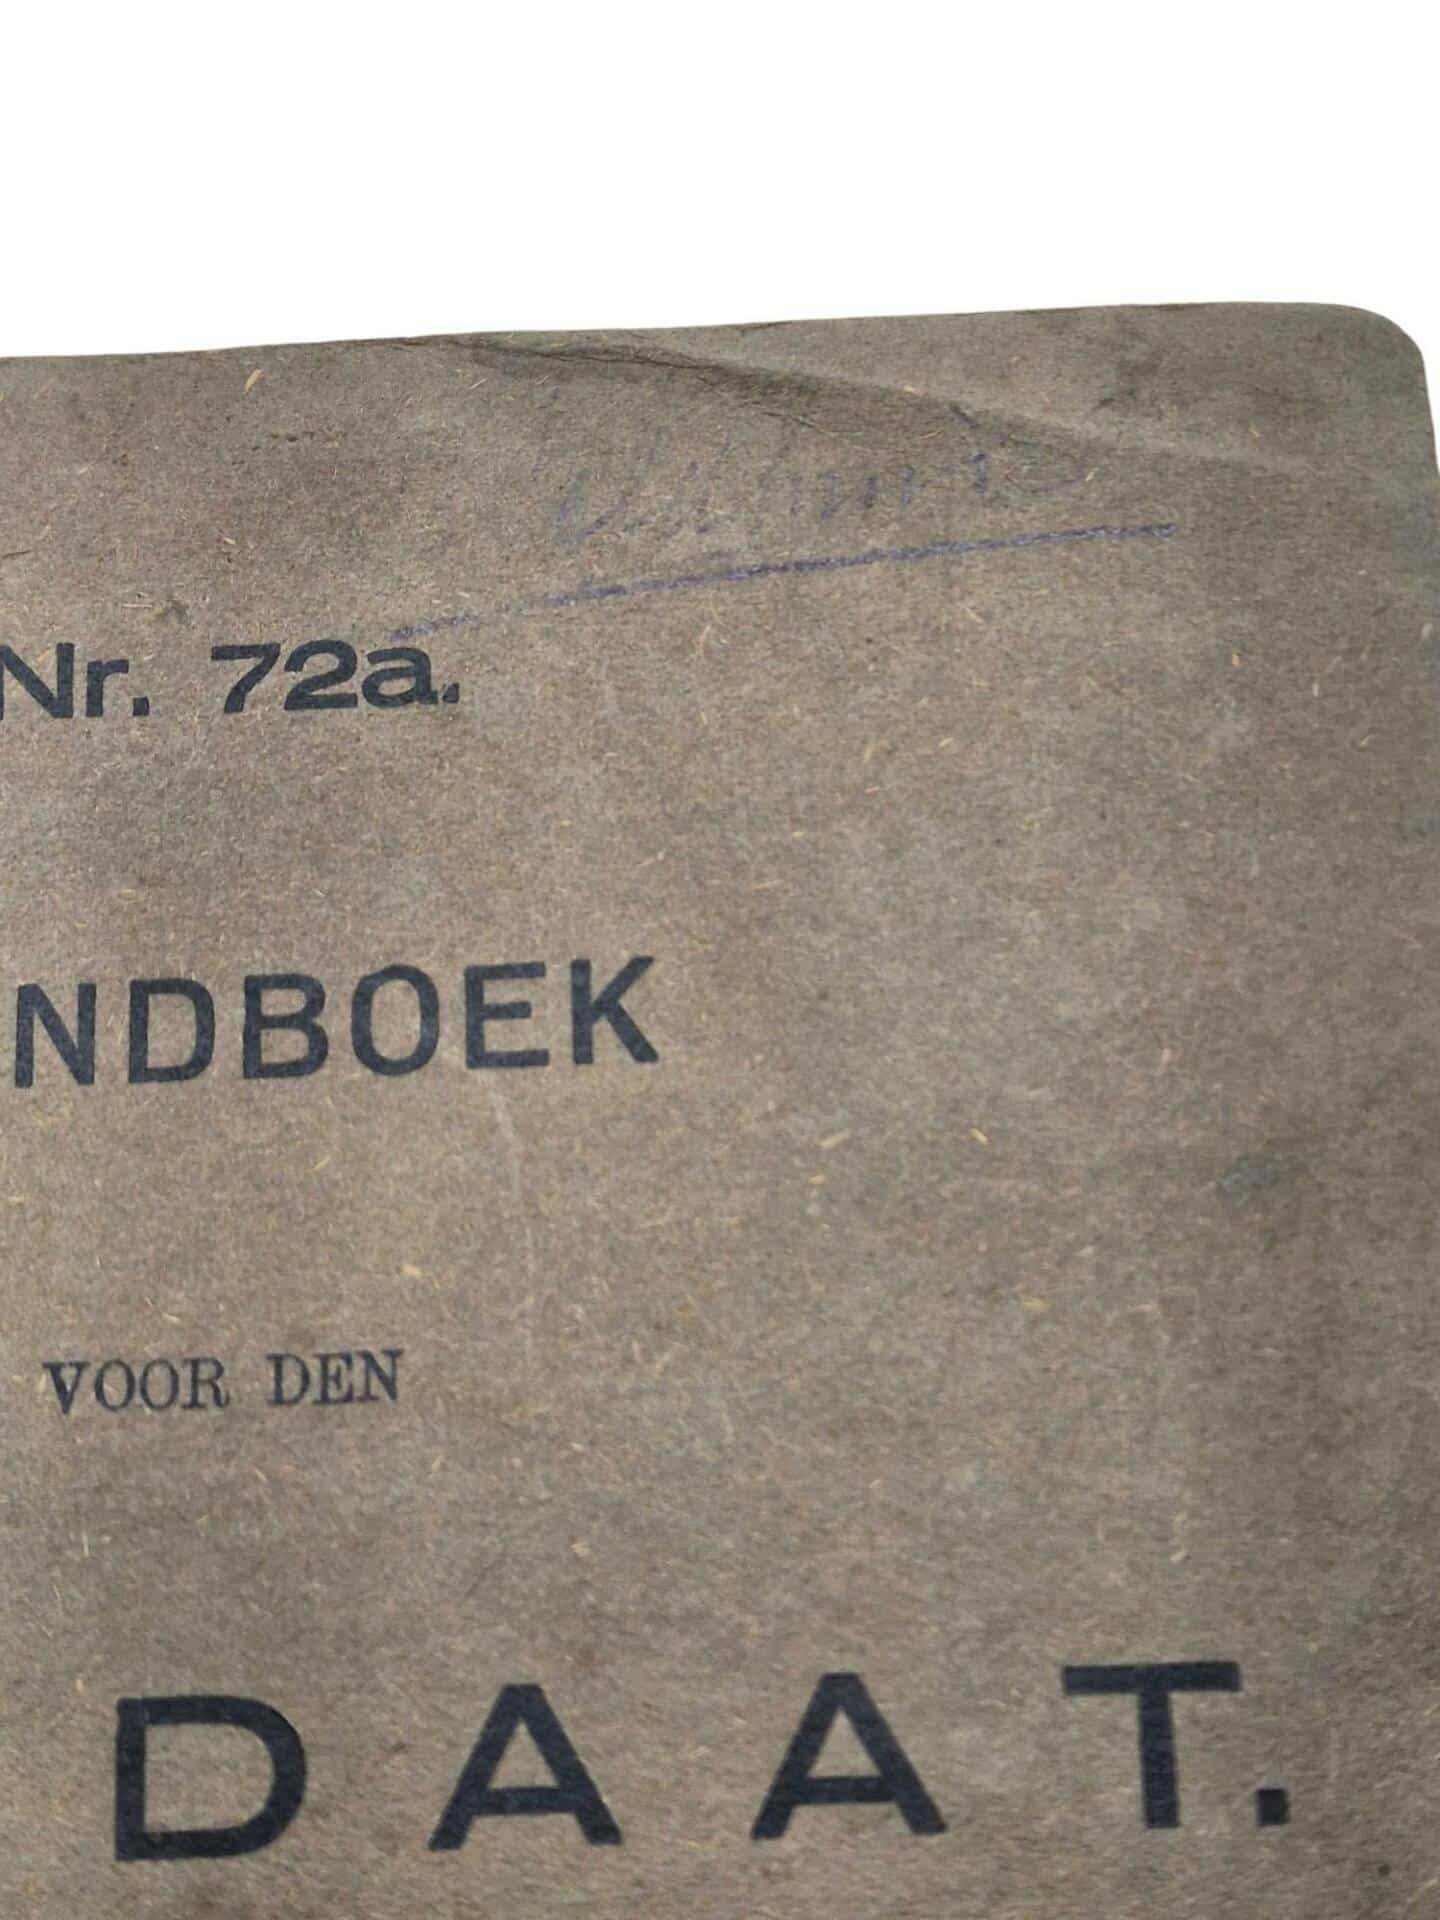 Nr. 72a.
NDBOEK
VOOR DEN
DAAT.